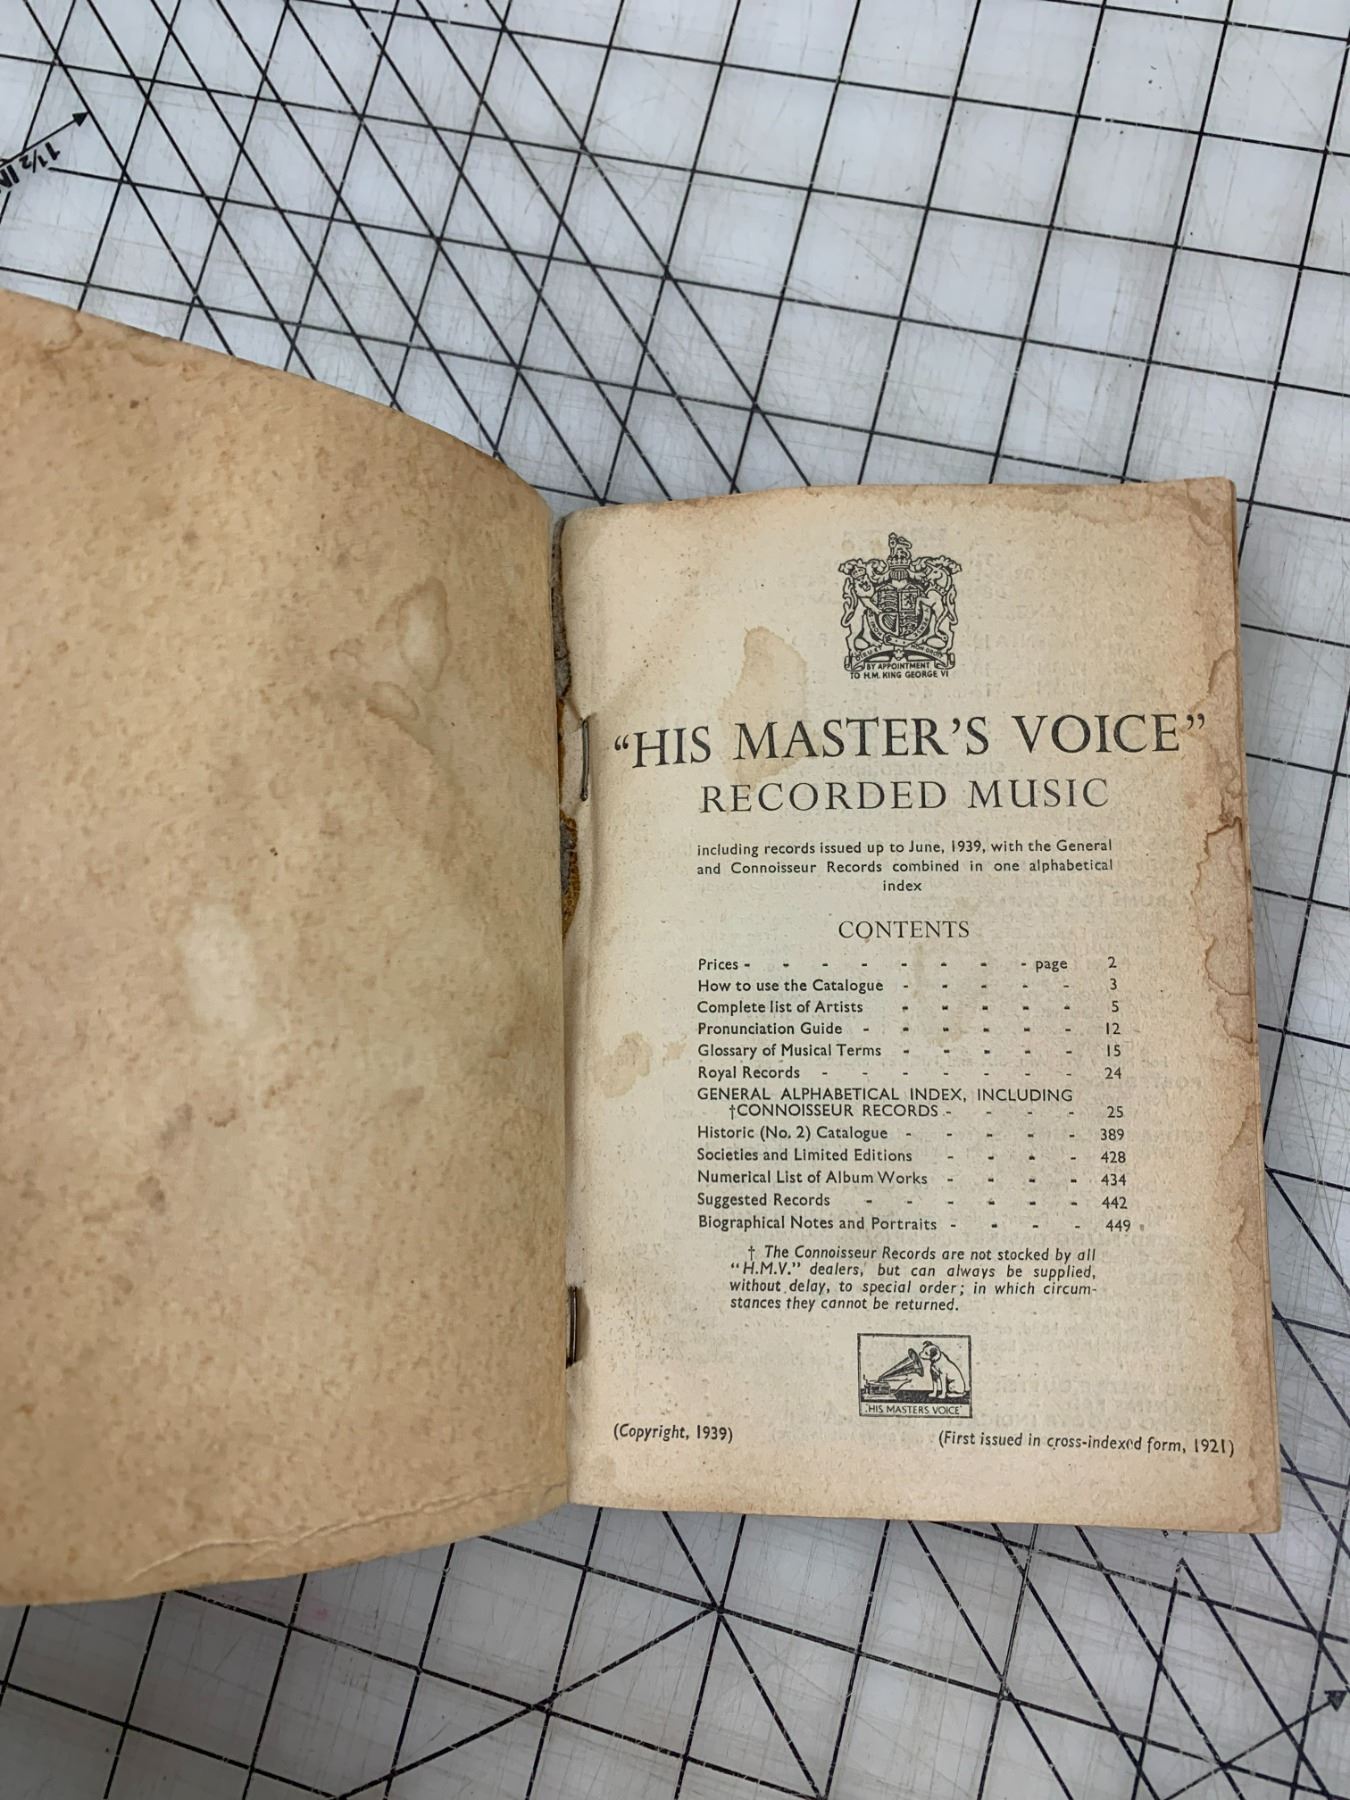 1½ IN
BY APPOINTMENT
TO H.M. KING GEORGE VI
"HIS MASTER'S VOICE"
RECORDED MUSIC
including records issued up to June, 1939, with the General
and Connoisseur Records combined in one alphabetical
index
CONTENTS
Prices - - - - - - - - page 2
How to use the Catalogue - - - - - 3
Complete list of Artists - - - - - 5
Pronunciation Guide - - - - - - 12
Glossary of Musical Terms - - - - - 15
Royal Records - - - - - - - 24
GENERAL ALPHABETICAL INDEX, INCLUDING
†CONNOISSEUR RECORDS - - - - 25
Historic (No. 2) Catalogue - - - - - 389
Societies and Limited Editions - - - - 428
Numerical List of Album Works - - - - 434
Suggested Records - - - - - - 442
Biographical Notes and Portraits - - - - 449
† The Connoisseur Records are not stocked by all
"H.M.V." dealers, but can always be supplied,
without delay, to special order; in which circum-
stances they cannot be returned.
"HIS MASTERS VOICE"
(Copyright, 1939) (First issued in cross-indexed form, 1921)